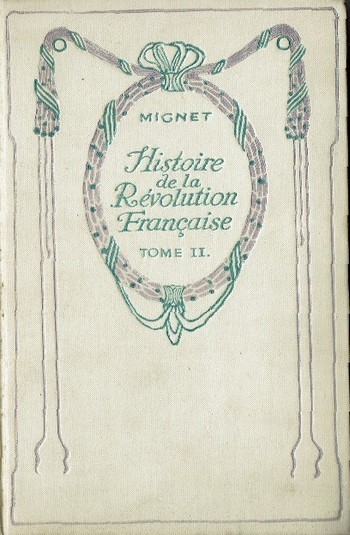 MIGNET
Histoire
de la
Révolution
Française
TOME II.